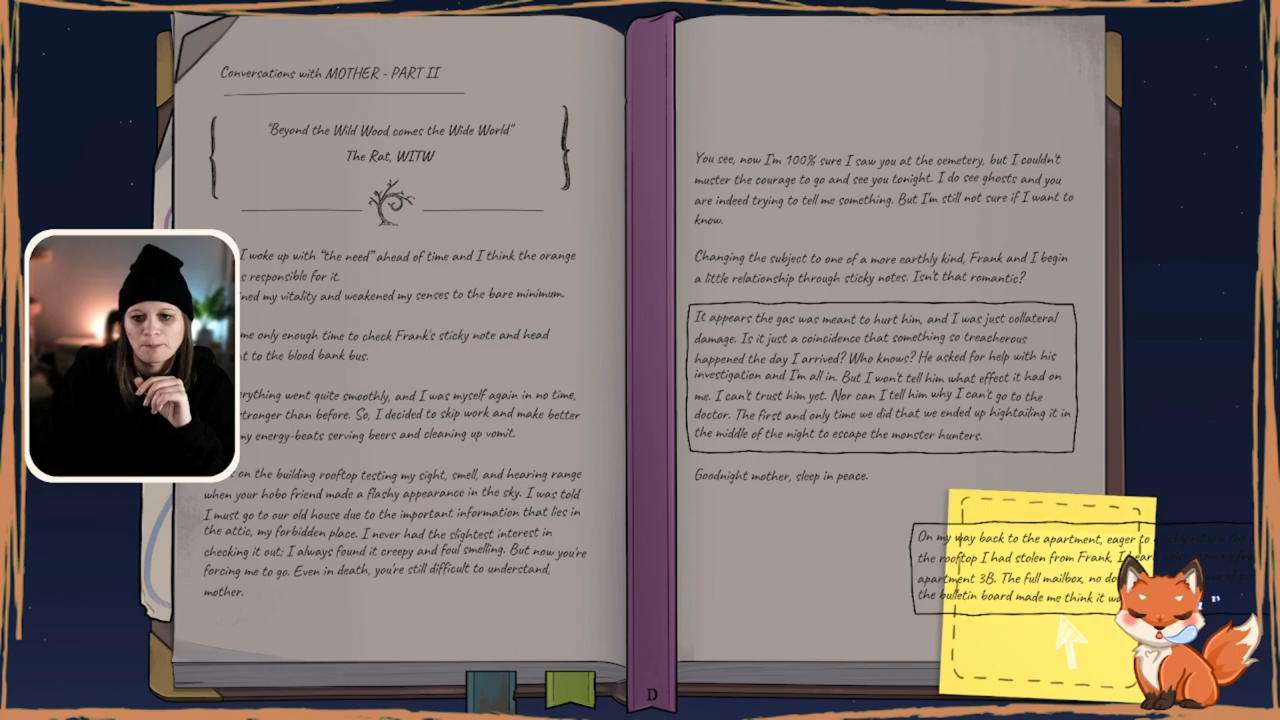 Conversations with MOTHER - PART II
"Beyond the Wild Wood comes the Wide World"
The Rat, WITW
I woke up with "the need" ahead of time and I think the orange
responsible for it.
my vitality and weakened my senses to the bare minimum.
me only enough time to check Frank's sticky note and head
to the blood bank bus.
went quite smoothly, and I was myself again in no time,
than before. So, I decided to skip work and make better
my energy-beats serving beers and cleaning up vomit.
on the building rooftop testing my sight, smell, and hearing range
when your hobo friend made a flashy appearance in the sky. I was told
I must go to our old house due to the important information that lies in
the attic, my forbidden place. I never had the slightest interest in
checking it out; I always found it creepy and foul smelling. But now you're
forcing me to go. Even in death, you're still difficult to understand,
mother.
You see, now I'm 100% sure I saw you at the cemetery, but I couldn't
muster the courage to go and see you tonight. I do see ghosts and you
are indeed trying to tell me something. But I'm still not sure if I want to
know.
Changing the subject to one of a more earthly kind, Frank and I begin
a little relationship through sticky notes. Isn't that romantic?
It appears the gas was meant to hurt him, and I was just collateral
damage. Is it just a coincidence that something so treacherous
happened the day I arrived? Who knows? He asked for help with his
investigation and I'm all in. But I won't tell him what effect it had on
me. I can't trust him yet. Nor can I tell him why I can't go to the
doctor. The first and only time we did that we ended up hightailing it in
the middle of the night to escape the monster hunters.
Goodnight mother, sleep in peace.
On my way back to the apartment, eager to
the rooftop I had stolen from Frank, I
apartment 3B. The full mailbox, no
the bulletin board made me think it
D